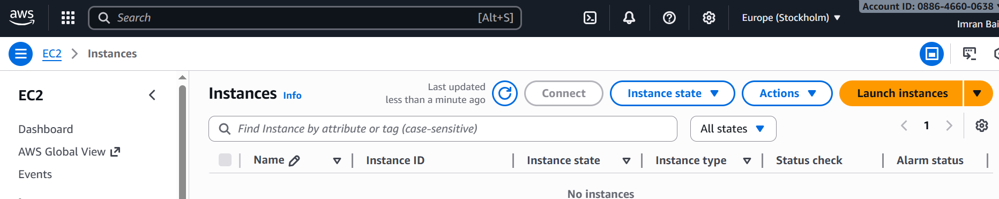 aws
Search [Alt+S]
Europe (Stockholm)
Account ID: 0886-4660-0638
Imran Bai
EC2 Instances
EC2
Dashboard
AWS Global View
Events
Instances Info
Last updated
less than a minute ago
Connect
Instance state
Actions
Launch instances
Find Instance by attribute or tag (case-sensitive)
All states
1
Name Instance ID Instance state Instance type Status check Alarm status
No instances